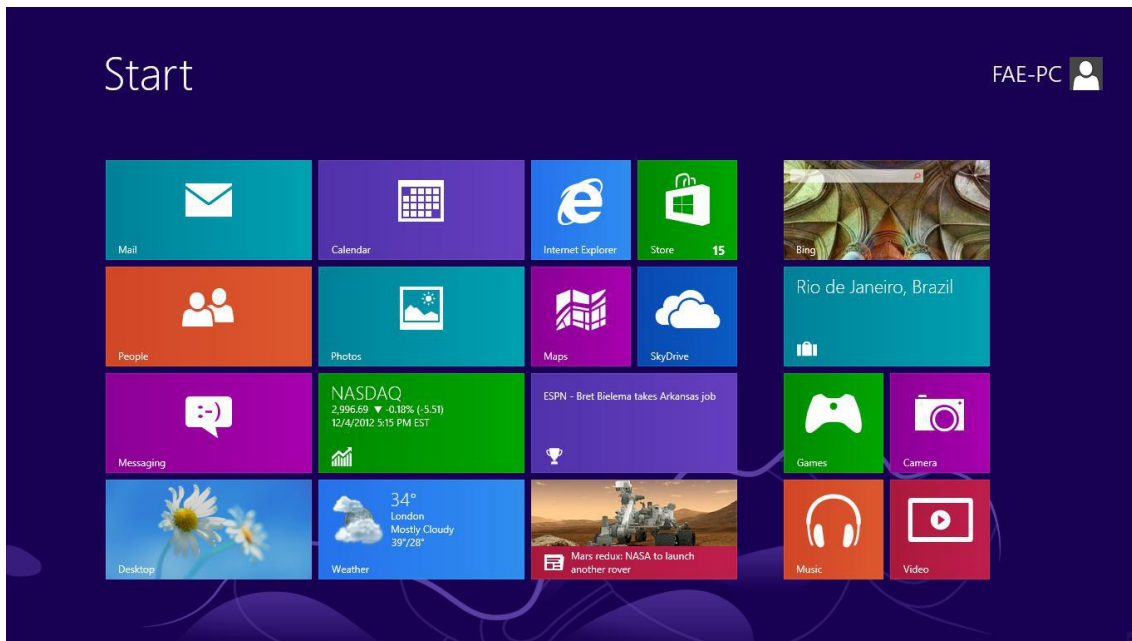 Start
FAE-PC
Mail
Calendar
Internet Explorer
Store 15
Bing
People
Photos
Maps
SkyDrive
Rio de Janeiro, Brazil
Messaging
NASDAQ
2,996.69 ▼ -0.18% (-5.51)
12/4/2012 5:15 PM EST
ESPN - Bret Bielema takes Arkansas job
Games
Camera
Desktop
34°
London
Mostly Cloudy
39°/28°
Weather
Mars redux: NASA to launch
another rover
Music
Video